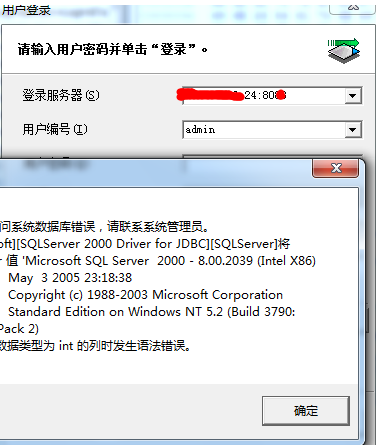 用户登录
请输入用户密码并单击“登录”。
登录服务器(S)
24:80
用户编号(I)
admin
问系统数据库错误，请联系系统管理员。
oft][SQLServer 2000 Driver for JDBC][SQLServer]将
r 值 'Microsoft SQL Server 2000 - 8.00.2039 (Intel X86)
May 3 2005 23:18:38
Copyright (c) 1988-2003 Microsoft Corporation
Standard Edition on Windows NT 5.2 (Build 3790:
Pack 2)
数据类型为 int 的列时发生语法错误。
确定